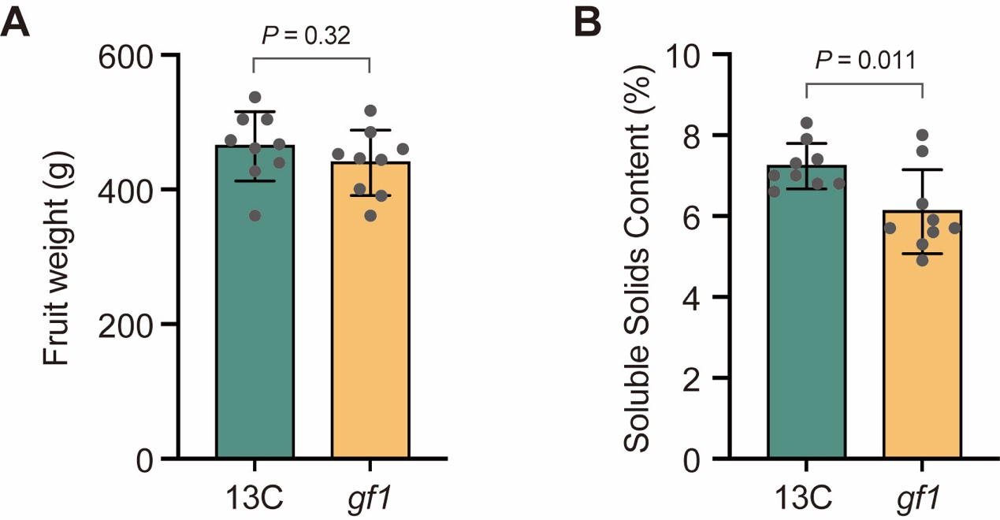 A
P = 0.32
600
400
200
0
Fruit weight (g)
13C
gf1
B
P = 0.011
10
8
6
4
2
0
Soluble Solids Content (%)
13C
gf1